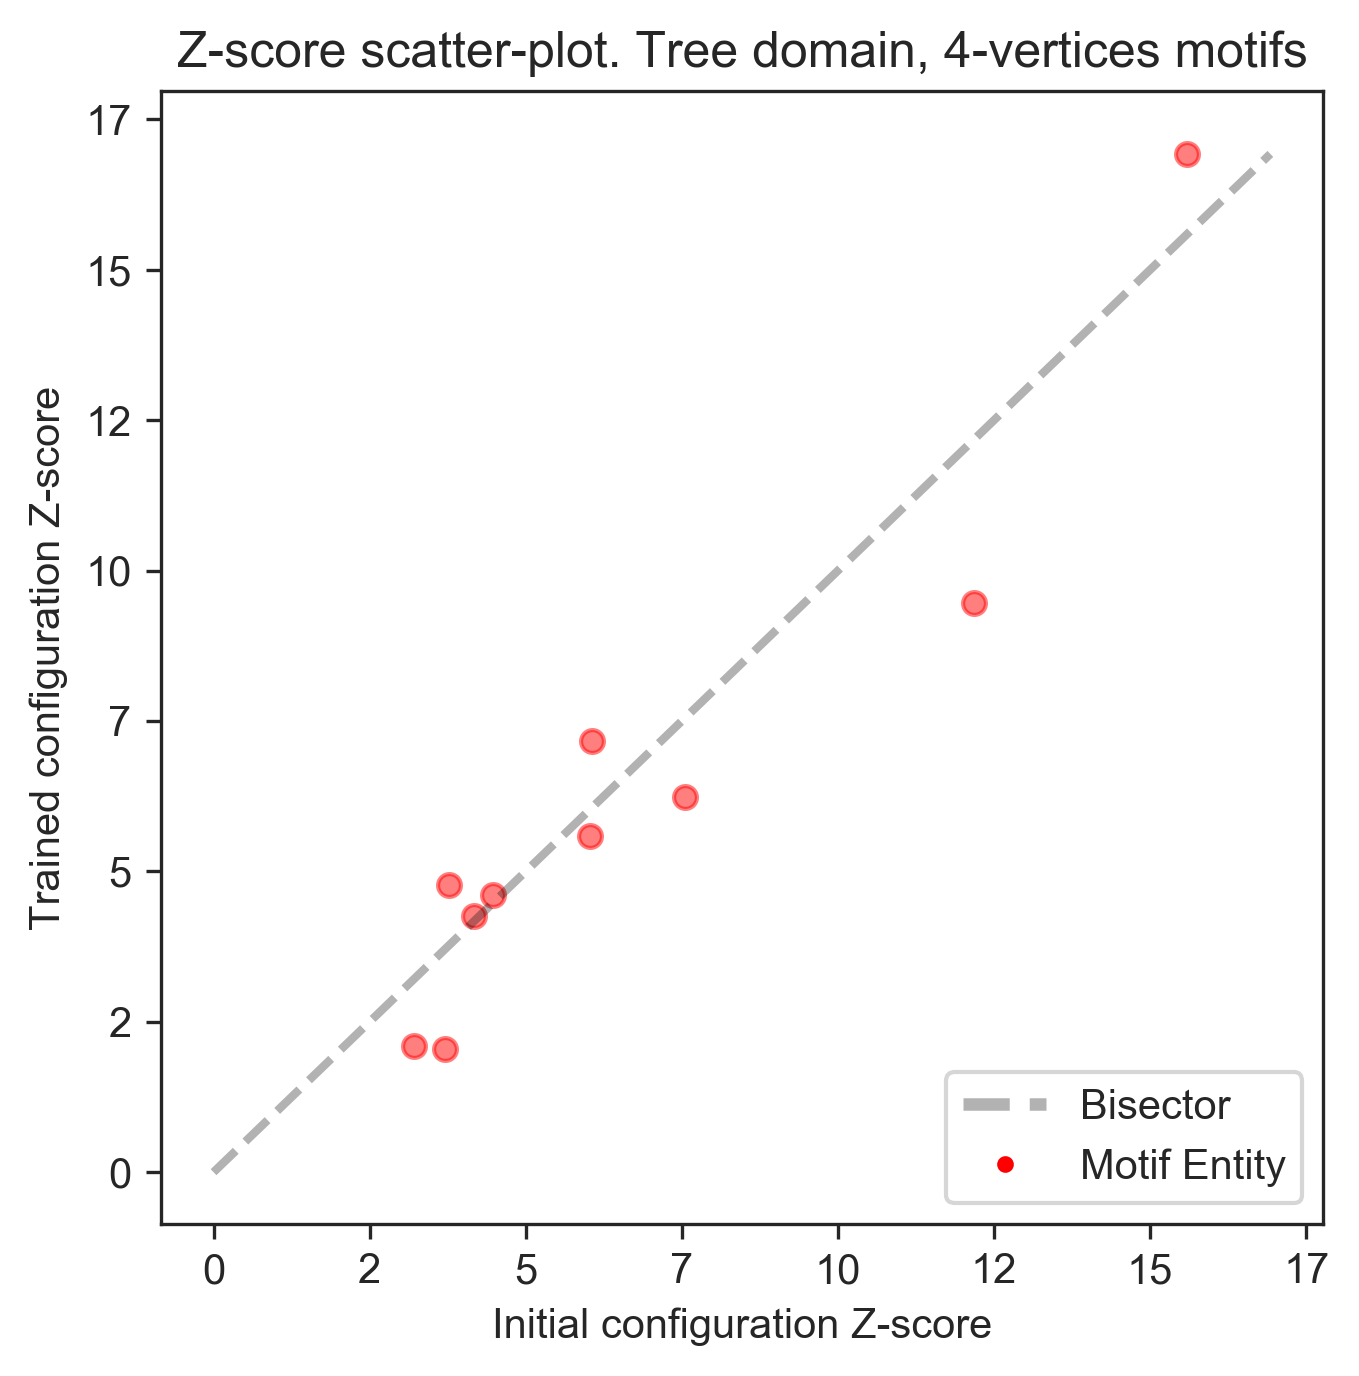 Z-score scatter-plot. Tree domain, 4-vertices motifs
17
15
12
10
7
5
2
0
Trained configuration Z-score
Bisector
Motif Entity
0 2 5 7 10 12 15 17
Initial configuration Z-score